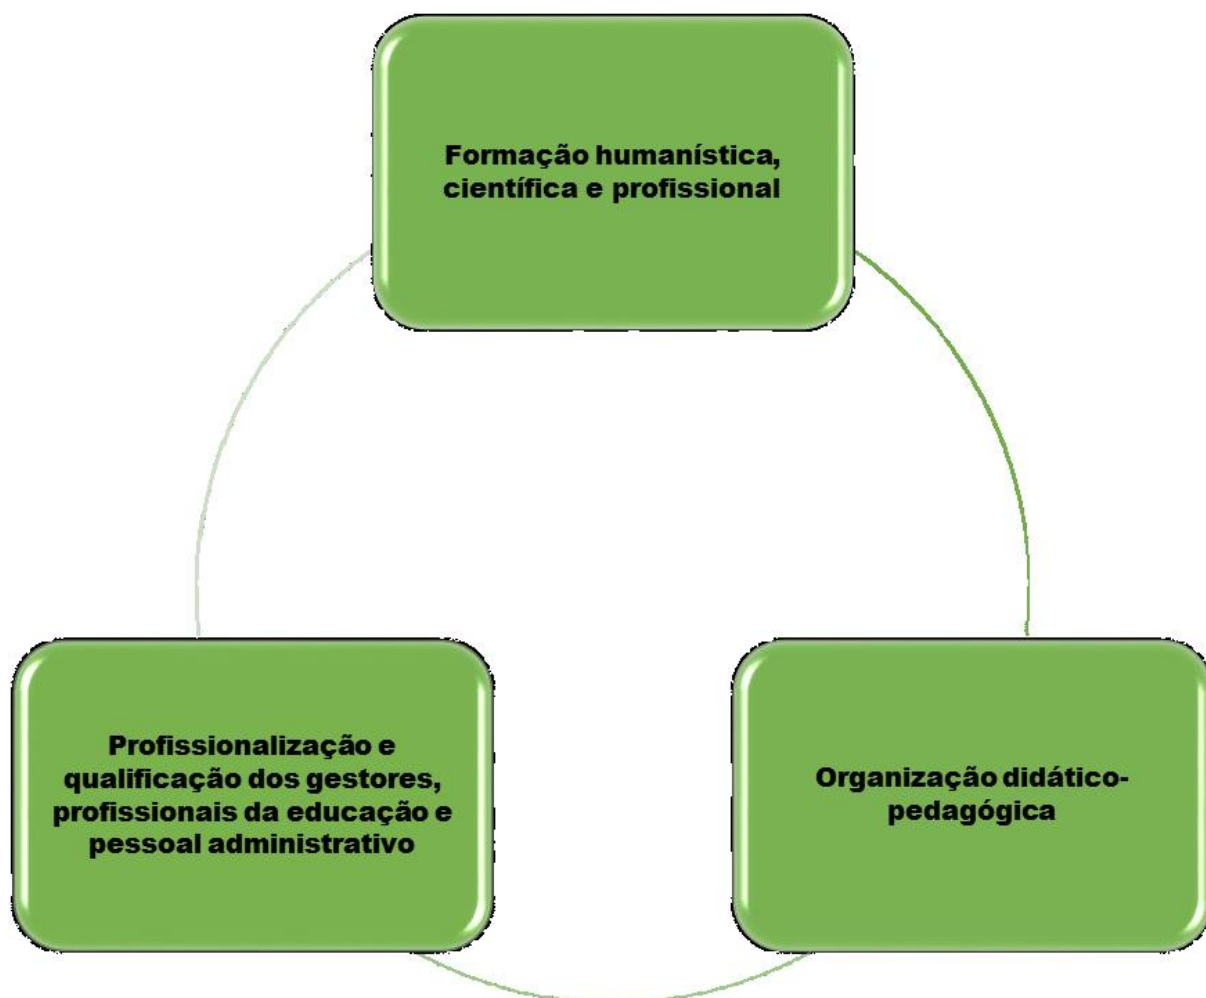 Formação humanística,
científica e profissional
Profissionalização e
qualificação dos gestores,
profissionais da educação e
pessoal administrativo
Organização didático-
pedagógica